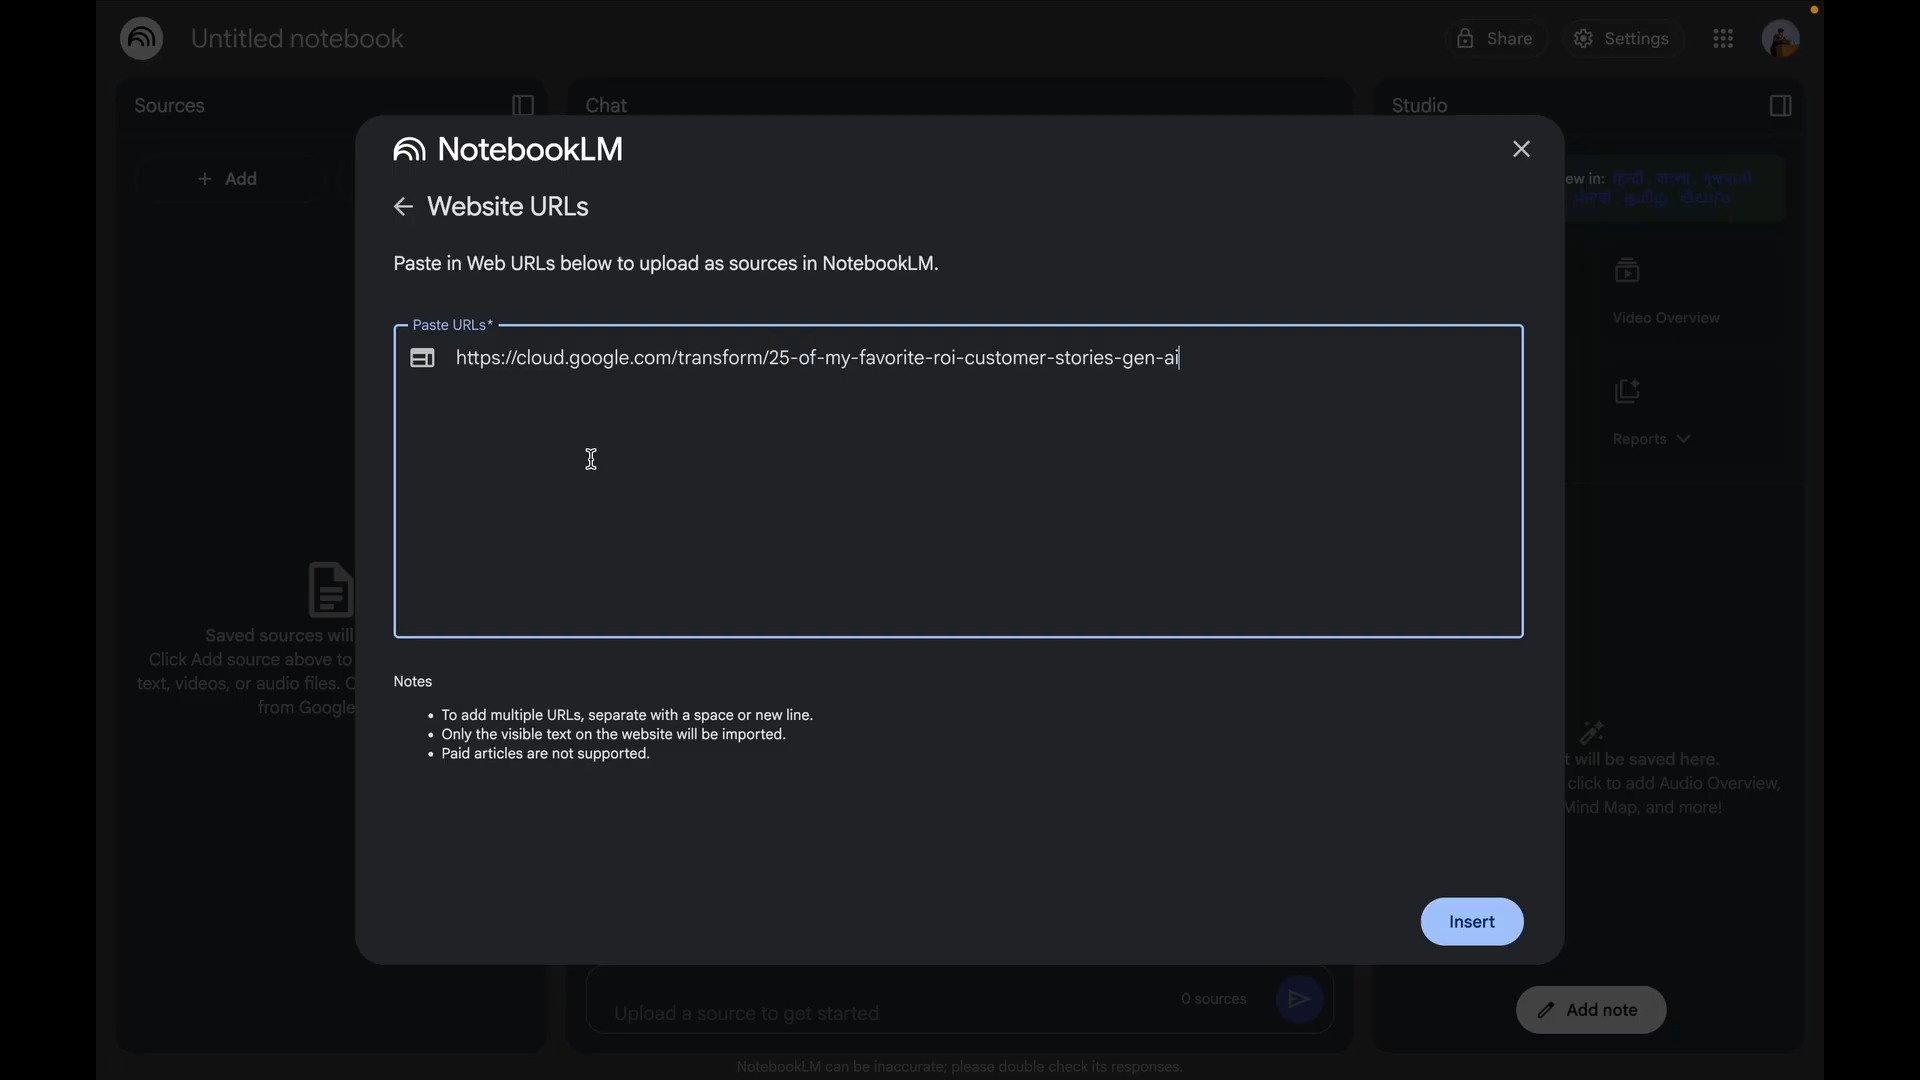 Untitled notebook
Share
Settings
Sources
Chat
Studio
NotebookLM
+ Add
ew in: हिन्दी, বাংলা, ગુજરાતી
ਪੰਜਾਬੀ, தமிழ், తెలుగు
Website URLs
Paste in Web URLs below to upload as sources in NotebookLM.
Video Overview
Paste URLs*
https://cloud.google.com/transform/25-of-my-favorite-roi-customer-stories-gen-ai
Reports
Saved sources will
Click Add source above to
text, videos, or audio files.
from Google
Notes
• To add multiple URLs, separate with a space or new line.
• Only the visible text on the website will be imported.
• Paid articles are not supported.
t will be saved here.
click to add Audio Overview,
Mind Map, and more!
Insert
Upload a source to get started
0 sources
Add note
NotebookLM can be inaccurate; please double check its responses.